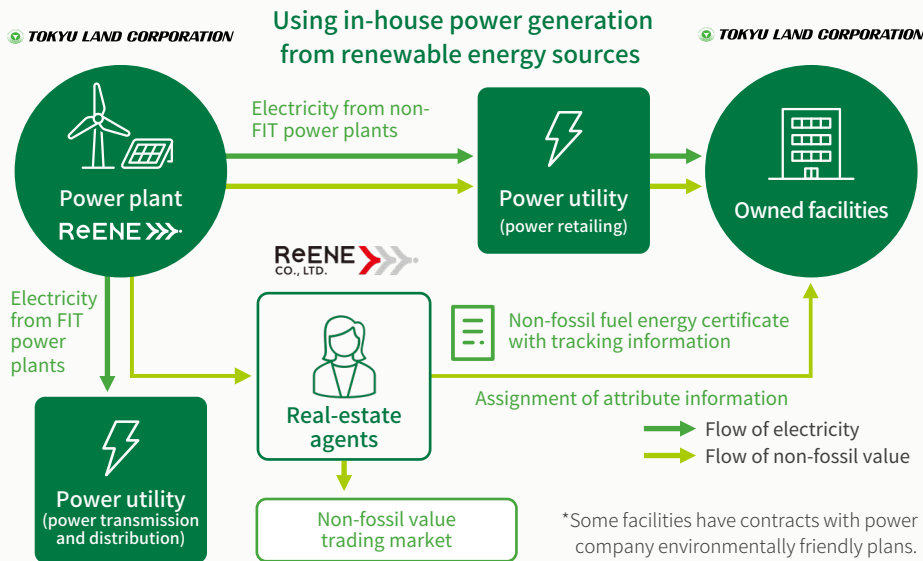 Using in-house power generation
from renewable energy sources
TOKYU LAND CORPORATION
TOKYU LAND CORPORATION
Electricity from non-
FIT power plants
Power plant
ReENE
Power utility
(power retailing)
Owned facilities
ReENE
CO., LTD.
Electricity
from FIT
power
plants
Non-fossil fuel energy certificate
with tracking information
Real-estate
agents
Assignment of attribute information
Flow of electricity
Flow of non-fossil value
Power utility
(power transmission
and distribution)
Non-fossil value
trading market
*Some facilities have contracts with power
company environmentally friendly plans.